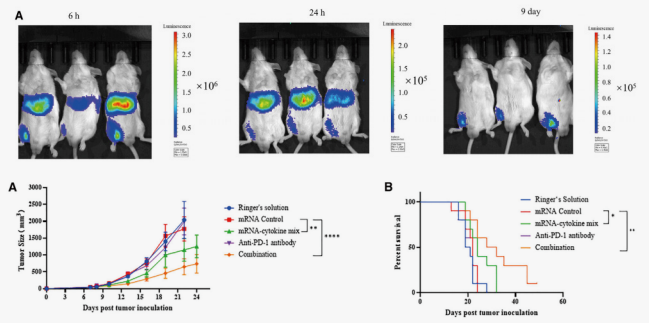 A
6 h
24 h
9 day
Luminescence
3.0
2.5
2.0
1.5
1.0
0.5
×10⁶
Luminescence
2.0
1.5
1.0
0.5
×10⁵
Luminescence
1.4
1.2
1.0
0.8
0.6
0.4
0.2
×10⁵
A
Tumor Size ( mm³)
3000
2500
2000
1500
1000
500
0
0 3 6 9 10 13 16 19 22 24
Days post tumor inoculation
Ringer's solution
mRNA Control
mRNA-cytokine mix
Anti-PD-1 antibody
Combination
**
****
B
Percent survival
100
50
0
0 20 40 60
Days post tumor inoculation
Ringer's Solution
mRNA Control
mRNA-cytokine mix
Anti-PD-1 antibody
Combination
*
**